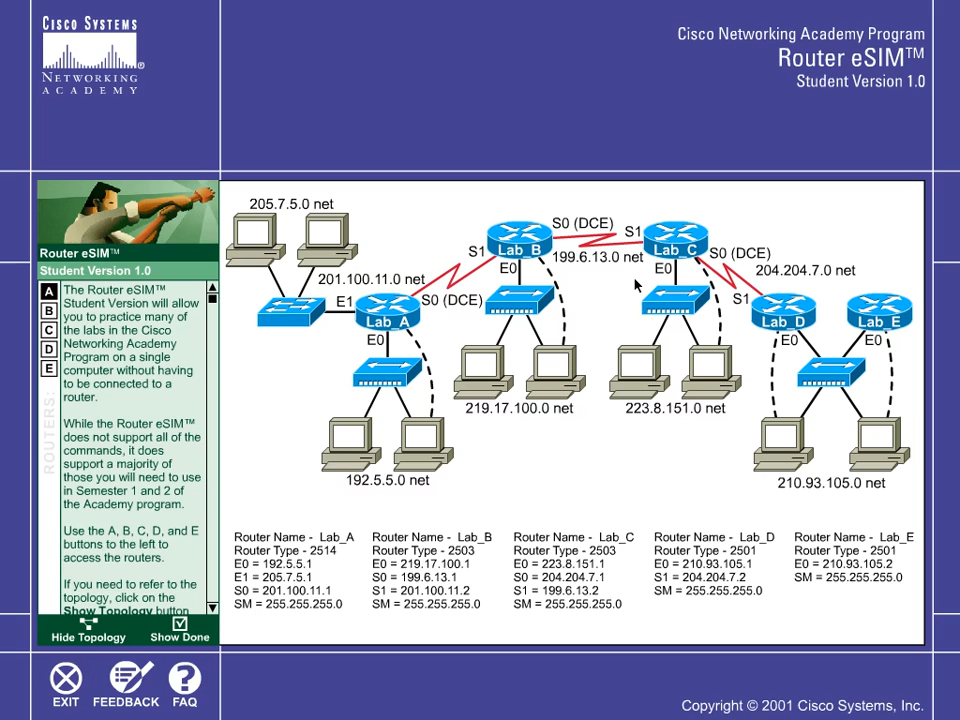 CISCO SYSTEMS
NETWORKING
ACADEMY
®
Cisco Networking Academy Program
Router eSIM™
Student Version 1.0
Router eSIM™
Student Version 1.0
A
B
C
D
E
ROUTERS:
The Router eSIM™
Student Version will allow
you to practice many of
the labs in the Cisco
Networking Academy
Program on a single
computer without having
to be connected to a
router.
While the Router eSIM™
does not support all of the
commands, it does
support a majority of
those you will need to use
in Semester 1 and 2 of
the Academy program.
Use the A, B, C, D, and E
buttons to the left to
access the routers.
If you need to refer to the
topology, click on the
Show Topology button
Hide Topology
Show Done
205.7.5.0 net
201.100.11.0 net
E1
S0 (DCE)
Lab_A
E0
192.5.5.0 net
S1
Lab_B
S0 (DCE)
E0
199.6.13.0 net
219.17.100.0 net
S1
Lab_C
S0 (DCE)
E0
204.204.7.0 net
223.8.151.0 net
S1
Lab_D
E0
Lab_E
E0
210.93.105.0 net
Router Name - Lab_A
Router Type - 2514
E0 = 192.5.5.1
E1 = 205.7.5.1
S0 = 201.100.11.1
SM = 255.255.255.0
Router Name - Lab_B
Router Type - 2503
E0 = 219.17.100.1
S0 = 199.6.13.1
S1 = 201.100.11.2
SM = 255.255.255.0
Router Name - Lab_C
Router Type - 2503
E0 = 223.8.151.1
S0 = 204.204.7.1
S1 = 199.6.13.2
SM = 255.255.255.0
Router Name - Lab_D
Router Type - 2501
E0 = 210.93.105.1
S1 = 204.204.7.2
SM = 255.255.255.0
Router Name - Lab_E
Router Type - 2501
E0 = 210.93.105.2
SM = 255.255.255.0
EXIT
FEEDBACK
?
FAQ
Copyright © 2001 Cisco Systems, Inc.